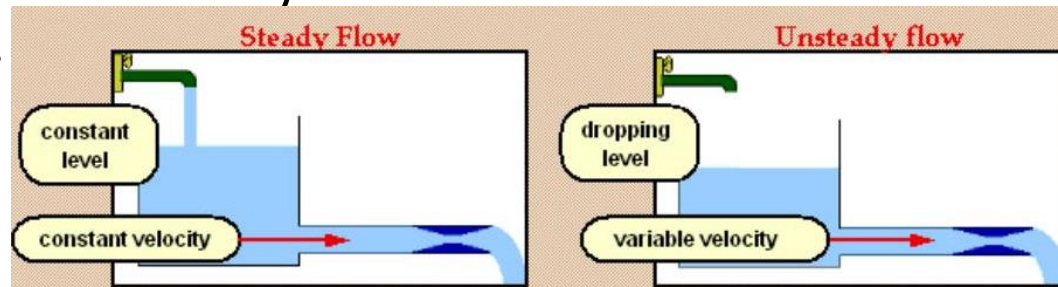 Steady Flow
constant
level
constant velocity
Unsteady flow
dropping
level
variable velocity